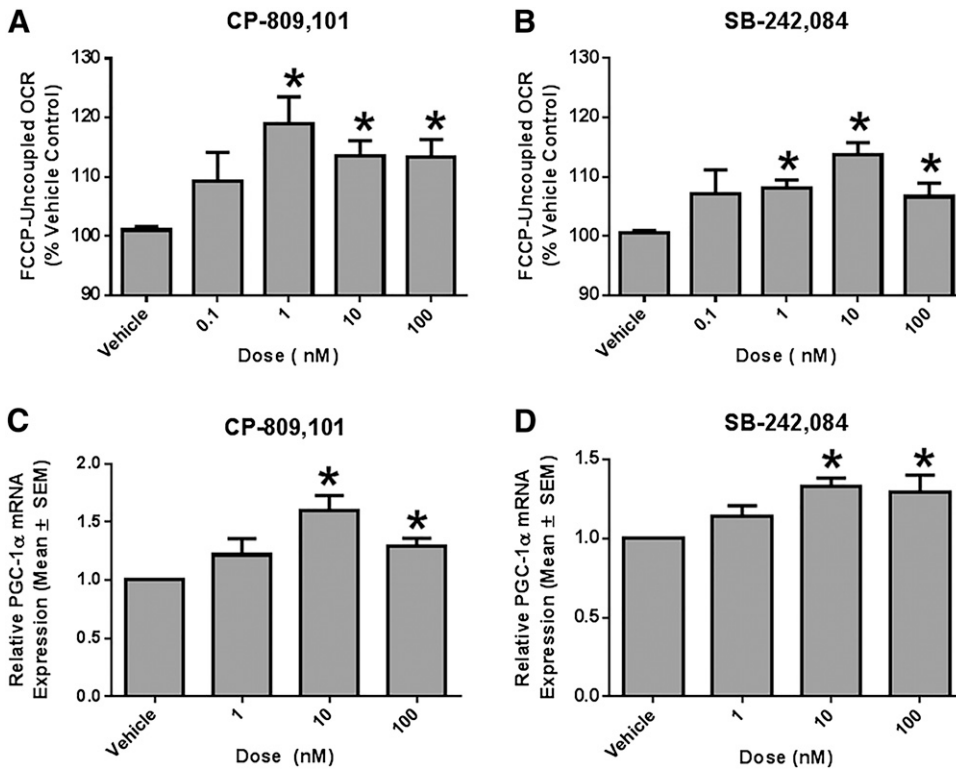 A
CP-809,101
FCCP-Uncoupled OCR
(% Vehicle Control)
130
120
110
100
90
*
*
*
Vehicle
0.1
1
10
100
Dose ( nM)
B
SB-242,084
FCCP-Uncoupled OCR
(% Vehicle Control)
130
120
110
100
90
*
*
*
Vehicle
0.1
1
10
100
Dose ( nM)
C
CP-809,101
Relative PGC-1α mRNA
Expression (Mean ± SEM)
2.0
1.5
1.0
0.5
0.0
*
*
Vehicle
1
10
100
Dose (nM)
D
SB-242,084
Relative PGC-1α mRNA
Expression (Mean ± SEM)
1.5
1.0
0.5
0.0
*
*
Vehicle
1
10
100
Dose (nM)